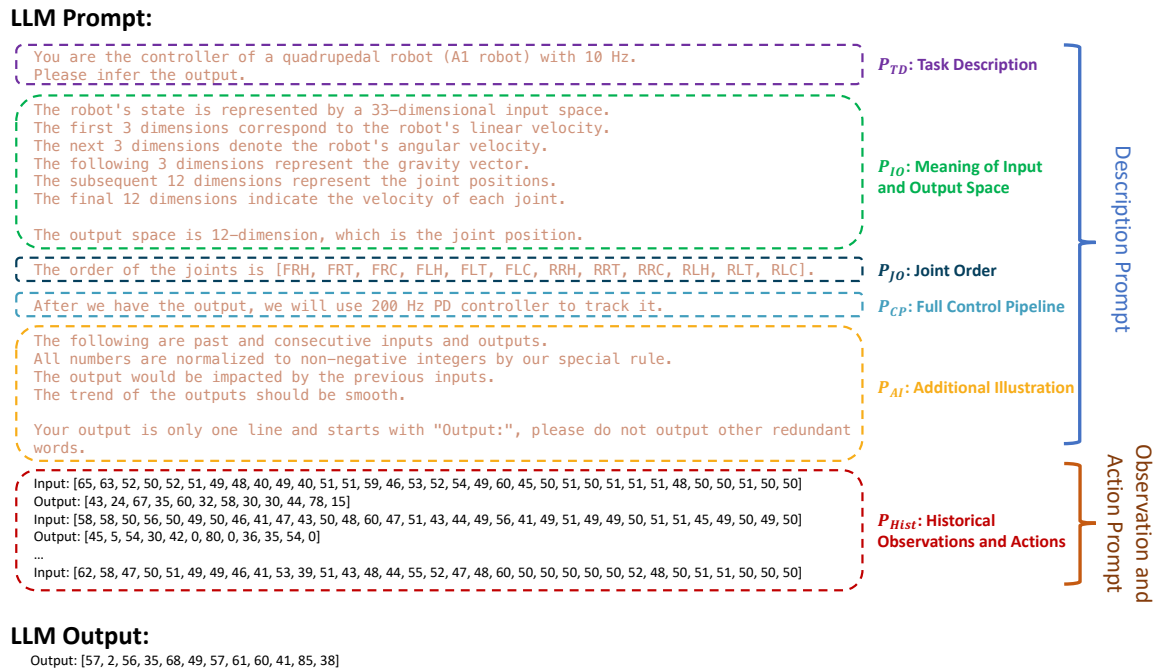 LLM Prompt:
You are the controller of a quadrupedal robot (A1 robot) with 10 Hz.
Please infer the output.
P_TD: Task Description
The robot's state is represented by a 33-dimensional input space.
The first 3 dimensions correspond to the robot's linear velocity.
The next 3 dimensions denote the robot's angular velocity.
The following 3 dimensions represent the gravity vector.
The subsequent 12 dimensions represent the joint positions.
The final 12 dimensions indicate the velocity of each joint.
The output space is 12-dimension, which is the joint position.
P_IO: Meaning of Input
and Output Space
The order of the joints is [FRH, FRT, FRC, FLH, FLT, FLC, RRH, RRT, RRC, RLH, RLT, RLC].
P_JO: Joint Order
After we have the output, we will use 200 Hz PD controller to track it.
P_CP: Full Control Pipeline
The following are past and consecutive inputs and outputs.
All numbers are normalized to non-negative integers by our special rule.
The output would be impacted by the previous inputs.
The trend of the outputs should be smooth.
Your output is only one line and starts with "Output:", please do not output other redundant
words.
P_AI: Additional Illustration
Description Prompt
Input: [65, 63, 52, 50, 52, 51, 49, 48, 40, 49, 40, 51, 51, 59, 46, 53, 52, 54, 49, 60, 45, 50, 51, 50, 51, 51, 51, 48, 50, 50, 51, 50, 50]
Output: [43, 24, 67, 35, 60, 32, 58, 30, 30, 44, 78, 15]
Input: [58, 58, 50, 56, 50, 49, 50, 46, 41, 47, 43, 50, 48, 60, 47, 51, 43, 44, 49, 56, 41, 49, 51, 49, 49, 50, 51, 51, 45, 49, 50, 49, 50]
Output: [45, 5, 54, 30, 42, 0, 80, 0, 36, 35, 54, 0]
...
Input: [62, 58, 47, 50, 51, 49, 49, 46, 41, 53, 39, 51, 43, 48, 44, 55, 52, 47, 48, 60, 50, 50, 50, 50, 50, 52, 48, 50, 51, 51, 50, 50, 50]
P_Hist: Historical
Observations and Actions
Observation and
Action Prompt
LLM Output:
Output: [57, 2, 56, 35, 68, 49, 57, 61, 60, 41, 85, 38]